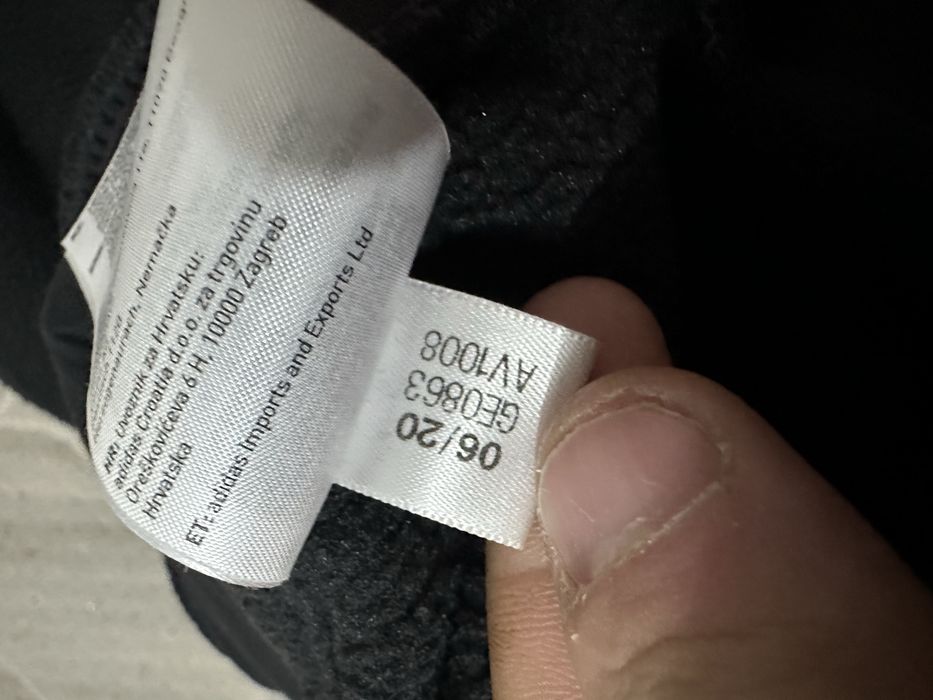 HR: Uvoznik za Hrvatsku:
adidas Croatia d.o.o. za trgovinu
Oreškovićeva 6 H, 10000 Zagreb
Hrvatska
ET: adidas Imports and Exports Ltd
06/20
GE0863
AV1008